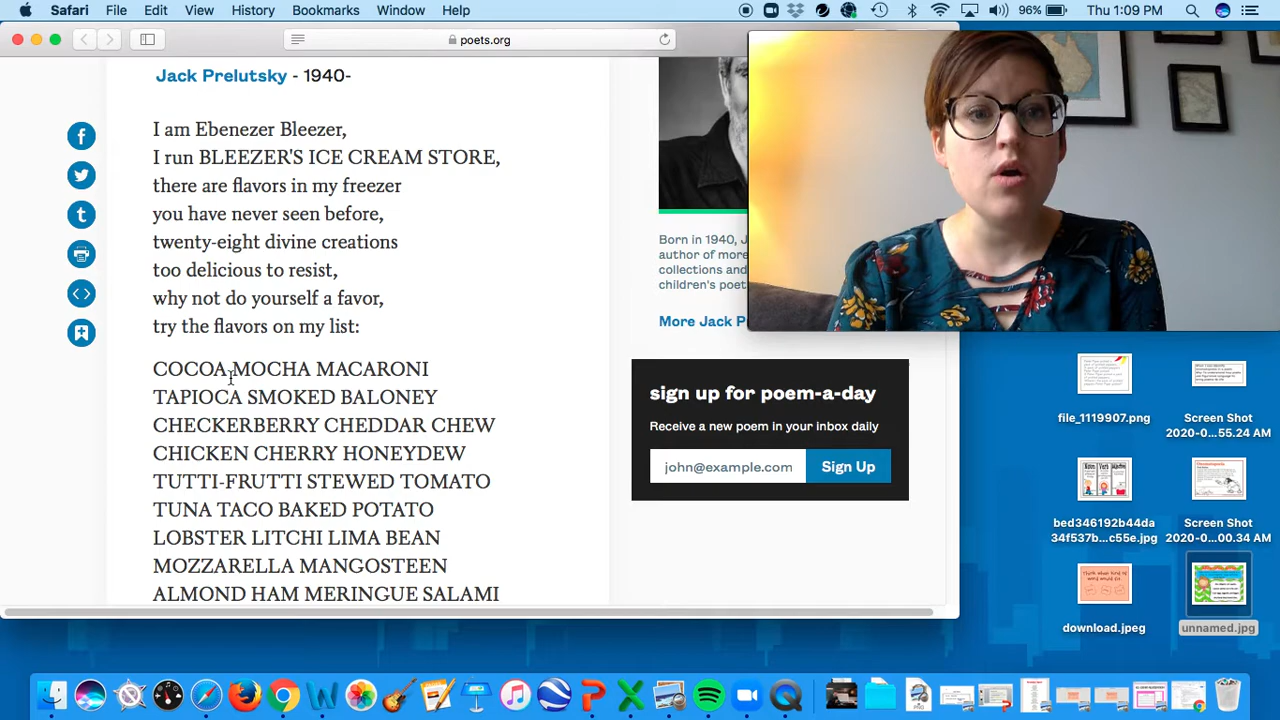 Safari File Edit View History Bookmarks Window Help
96% Thu 1:09 PM
poets.org
Jack Prelutsky - 1940-
I am Ebenezer Bleezer,
I run BLEEZER'S ICE CREAM STORE,
there are flavors in my freezer
you have never seen before,
twenty-eight divine creations
too delicious to resist,
why not do yourself a favor,
try the flavors on my list:
COCOA MOCHA MACARONI
TAPIOCA SMOKED BALONEY
CHECKERBERRY CHEDDAR CHEW
CHICKEN CHERRY HONEYDEW
TUTTI-FRUTTI STEWED TOMATO
TUNA TACO BAKED POTATO
LOBSTER LITCHI LIMA BEAN
MOZZARELLA MANGOSTEEN
ALMOND HAM MERINGUE SALAMI
Born in 1940, J
author of more
collections and
children's poet
More Jack P
sign up for poem-a-day
Receive a new poem in your inbox daily
john@example.com Sign Up
file_1119907.png
Screen Shot
2020-0...55.24 AM
bed346192b44da
34f537b...c55e.jpg
Screen Shot
2020-0...00.34 AM
download.jpeg
unnamed.jpg